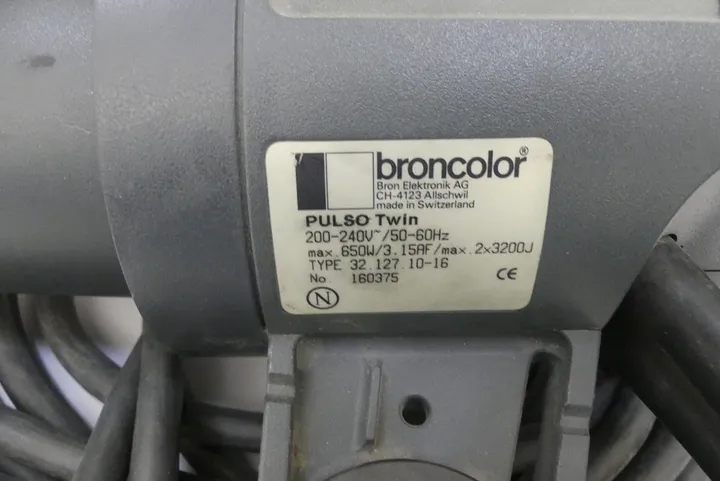 broncolor®
Bron Elektronik AG
CH-4123 Allschwil
made in Switzerland
PULSO Twin
200-240V~/50-60Hz
max.650W/3.15AF/max.2x3200J
TYPE 32.127.10-16
No. 160375
CE
N